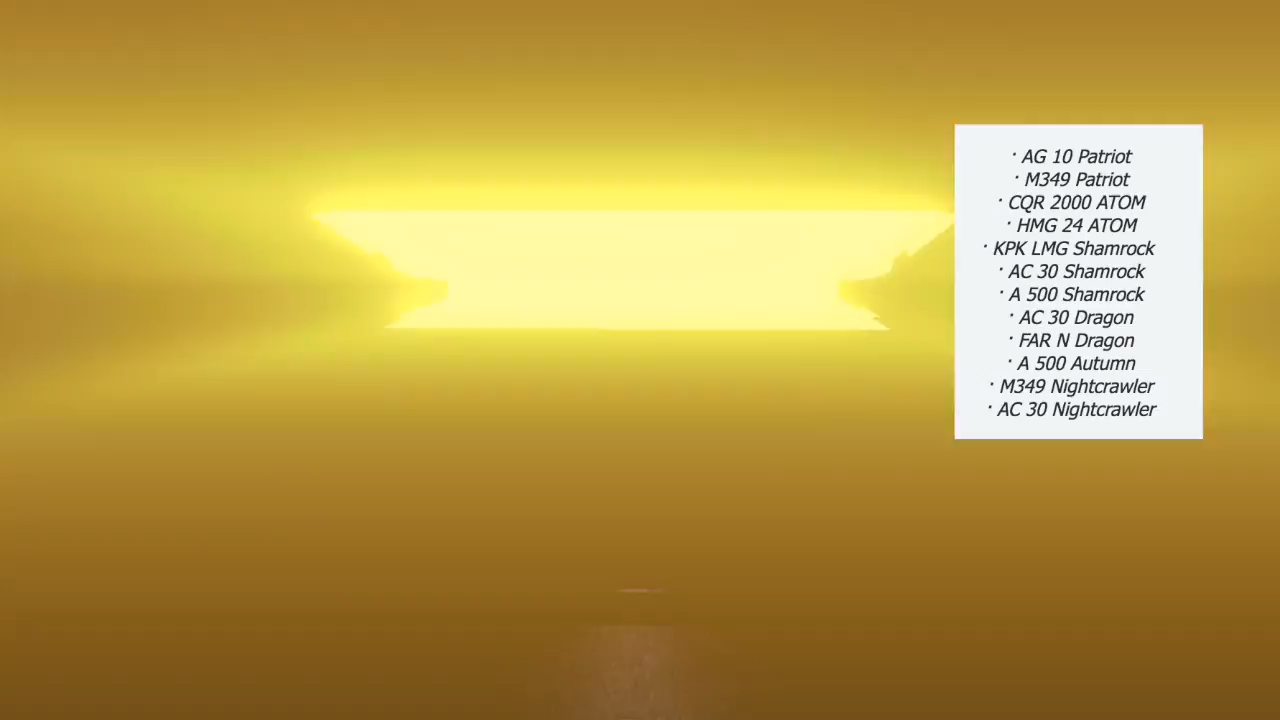 · AG 10 Patriot
· M349 Patriot
· CQR 2000 ATOM
· HMG 24 ATOM
· KPK LMG Shamrock
· AC 30 Shamrock
· A 500 Shamrock
· AC 30 Dragon
· FAR N Dragon
· A 500 Autumn
· M349 Nightcrawler
· AC 30 Nightcrawler